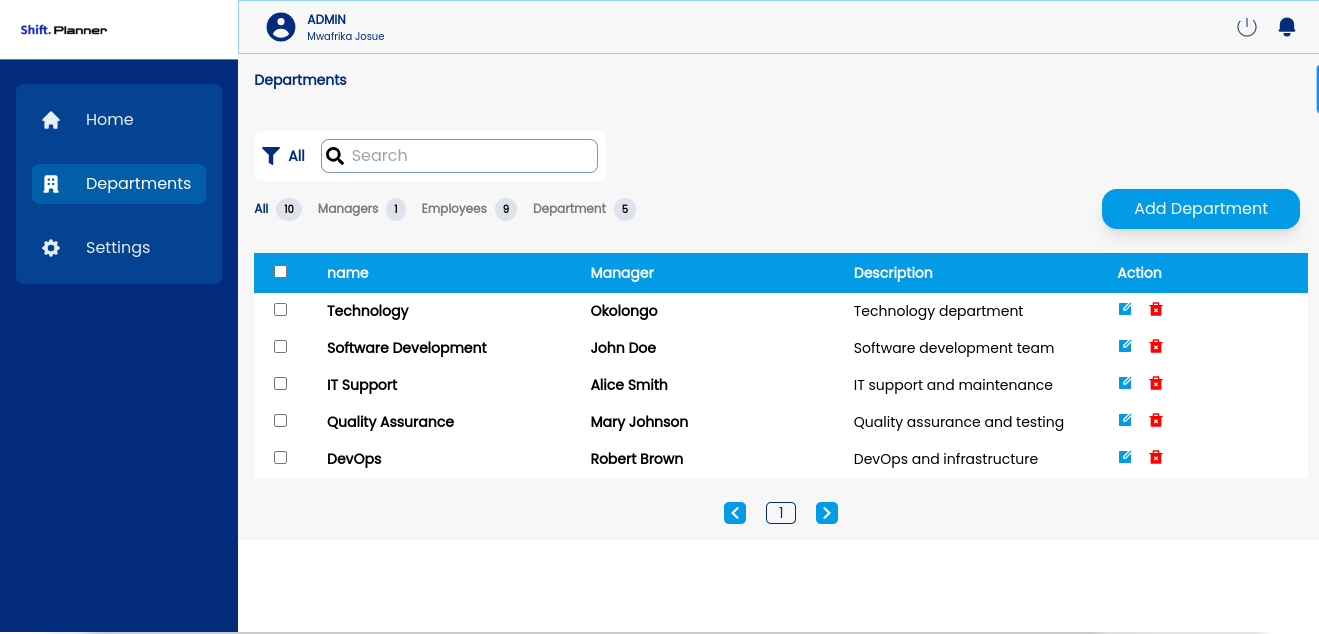 Shift. Planner
ADMIN
Mwafrika Josue
Home
Departments
Settings
Departments
All Search
All 10 Managers 1 Employees 9 Department 5
Add Department
name Manager Description Action
Technology Okolongo Technology department
Software Development John Doe Software development team
IT Support Alice Smith IT support and maintenance
Quality Assurance Mary Johnson Quality assurance and testing
DevOps Robert Brown DevOps and infrastructure
1